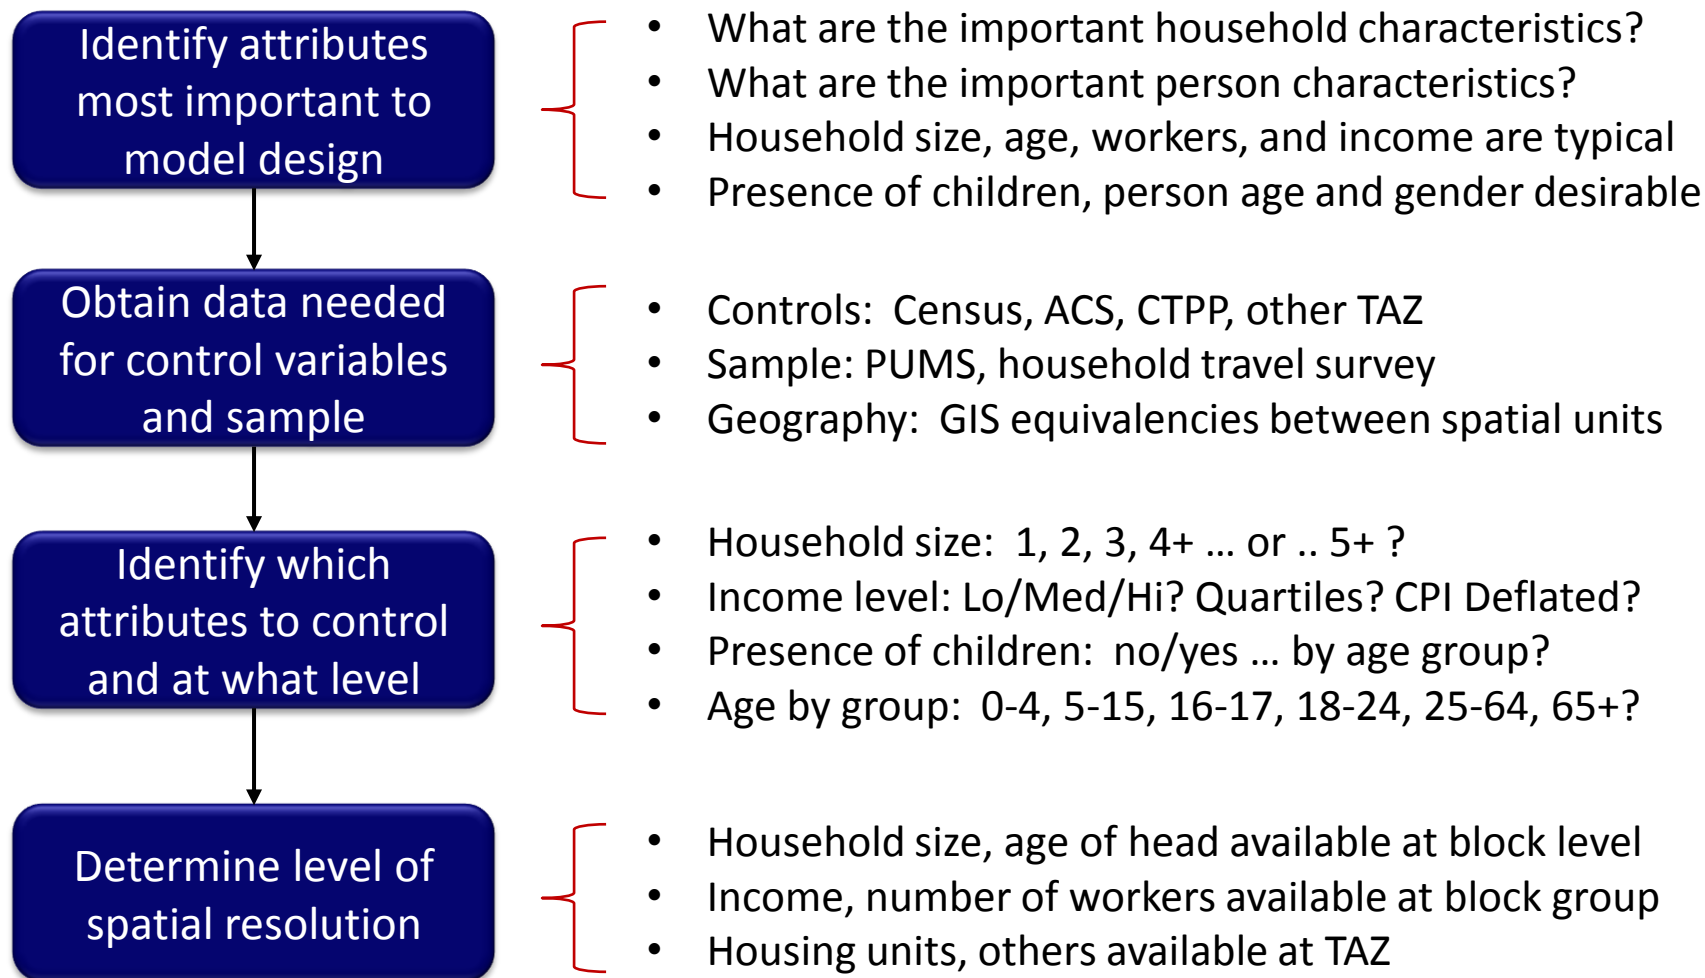 Identify attributes
most important to
model design
• What are the important household characteristics?
• What are the important person characteristics?
• Household size, age, workers, and income are typical
• Presence of children, person age and gender desirable
Obtain data needed
for control variables
and sample
• Controls: Census, ACS, CTPP, other TAZ
• Sample: PUMS, household travel survey
• Geography: GIS equivalencies between spatial units
Identify which
attributes to control
and at what level
• Household size: 1, 2, 3, 4+ ... or .. 5+ ?
• Income level: Lo/Med/Hi? Quartiles? CPI Deflated?
• Presence of children: no/yes ... by age group?
• Age by group: 0-4, 5-15, 16-17, 18-24, 25-64, 65+?
Determine level of
spatial resolution
• Household size, age of head available at block level
• Income, number of workers available at block group
• Housing units, others available at TAZ